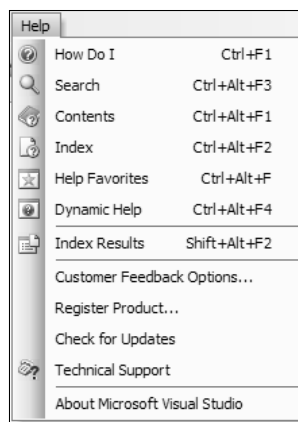 Help
How Do I Ctrl+F1
Search Ctrl+Alt+F3
Contents Ctrl+Alt+F1
Index Ctrl+Alt+F2
Help Favorites Ctrl+Alt+F
Dynamic Help Ctrl+Alt+F4
Index Results Shift+Alt+F2
Customer Feedback Options...
Register Product...
Check for Updates
Technical Support
About Microsoft Visual Studio